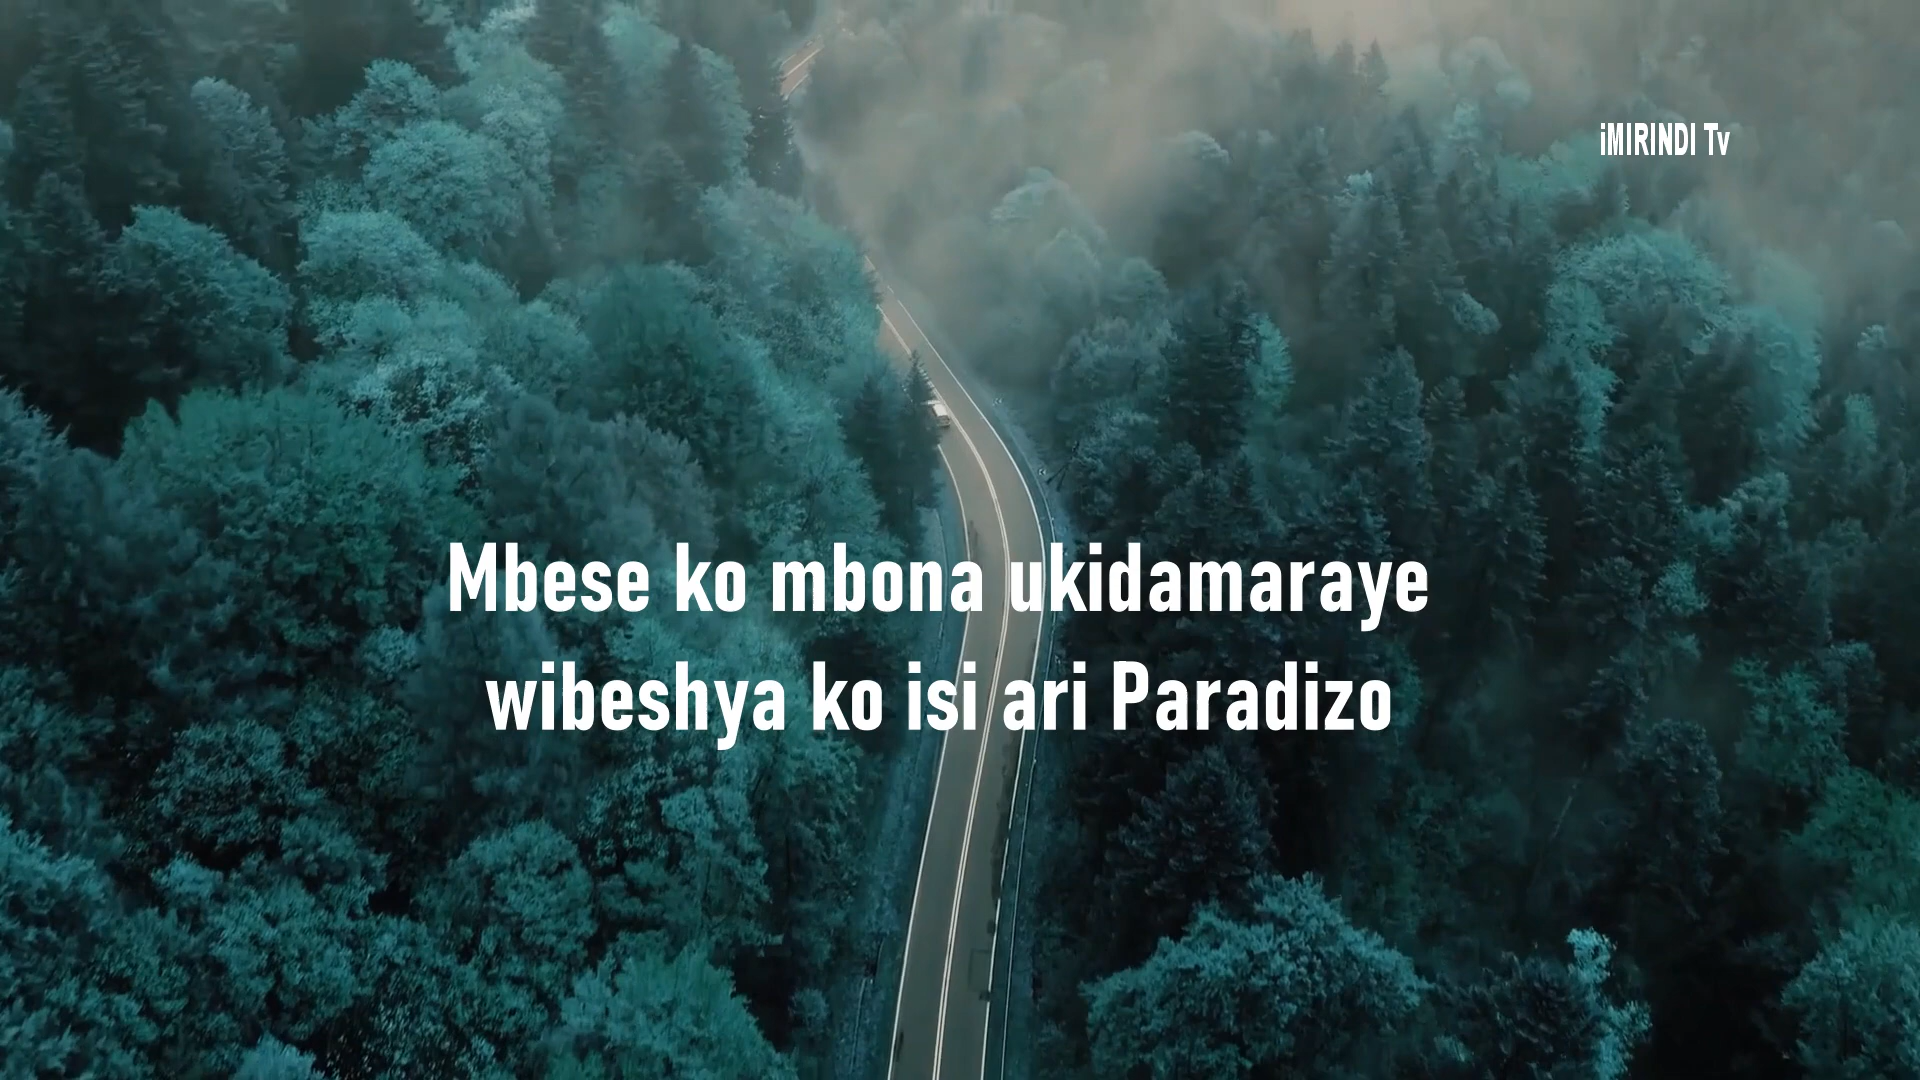 iMIRINDI Tv
Mbese ko mbona ukidamaraye
wibeshya ko isi ari Paradizo